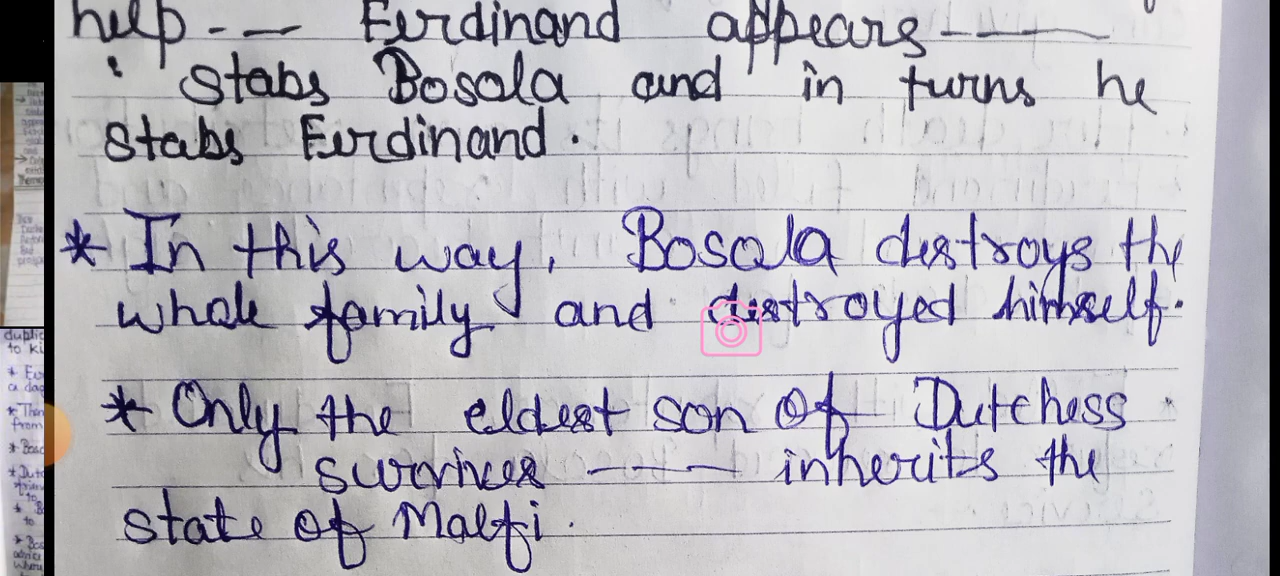 help - - — Ferdinand appears ———
stabs Bosola and in turns he
stabs Ferdinand.
* In this way, Bosola destroys the
whole family and destroyed himself.
* Only the eldest son of Dutchess
survives - — — inherits the
state of Malfi.